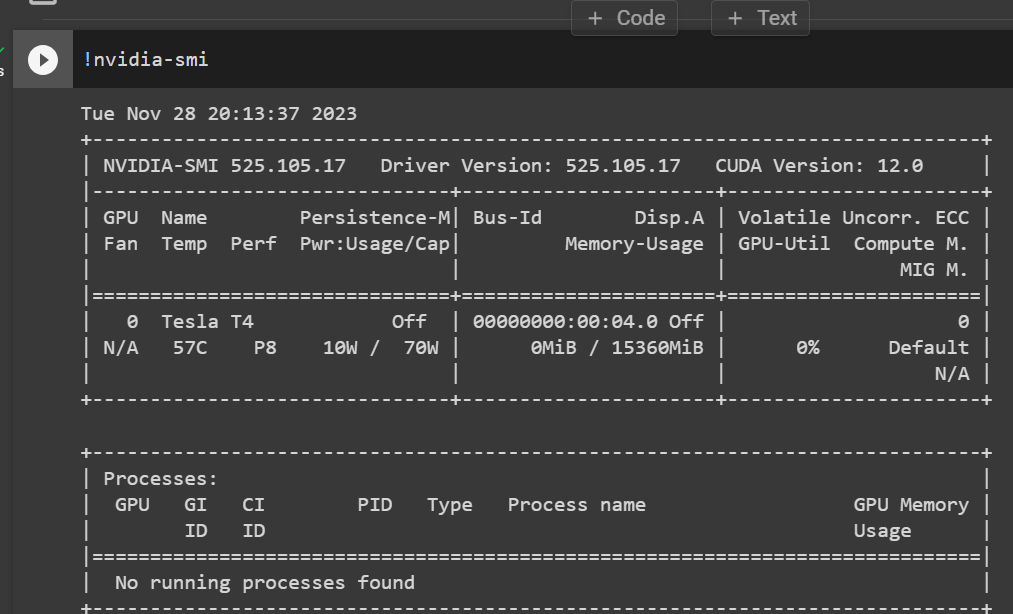 + Code + Text
s
!nvidia-smi
Tue Nov 28 20:13:37 2023
+-----------------------------------------------------------------------------+
| NVIDIA-SMI 525.105.17   Driver Version: 525.105.17   CUDA Version: 12.0     |
|-------------------------------+----------------------+----------------------+
| GPU  Name        Persistence-M| Bus-Id        Disp.A | Volatile Uncorr. ECC |
| Fan  Temp  Perf  Pwr:Usage/Cap|         Memory-Usage | GPU-Util  Compute M. |
|                               |                      |               MIG M. |
|===============================+======================+======================|
|   0  Tesla T4            Off  | 00000000:00:04.0 Off |                    0 |
| N/A   57C    P8    10W /  70W |      0MiB / 15360MiB |      0%      Default |
|                               |                      |                  N/A |
+-------------------------------+----------------------+----------------------+
+-----------------------------------------------------------------------------+
| Processes:                                                                  |
|  GPU   GI   CI        PID   Type   Process name                  GPU Memory |
|        ID   ID                                                   Usage      |
|=============================================================================|
|  No running processes found                                                 |
+-----------------------------------------------------------------------------+